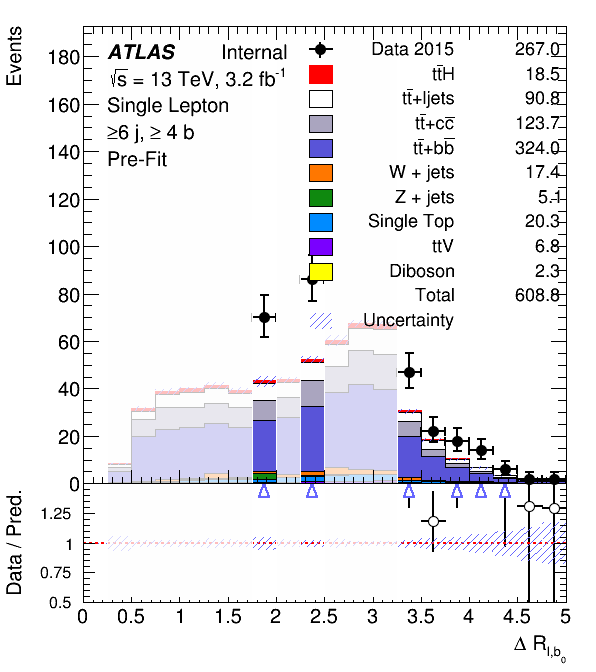 Events
180
160
140
120
100
80
60
40
20
0
ATLAS Internal
√s = 13 TeV, 3.2 fb⁻¹
Single Lepton
≥6 j, ≥ 4 b
Pre-Fit
Data 2015 267.0
tt̄H 18.5
tt̄+ljets 90.8
tt̄+cc̄ 123.7
tt̄+bb̄ 324.0
W + jets 17.4
Z + jets 5.1
Single Top 20.3
ttV 6.8
Diboson 2.3
Total 608.8
Uncertainty
Data / Pred.
1.25
1
0.75
0.5
0 0.5 1 1.5 2 2.5 3 3.5 4 4.5 5
Δ R_{l,b_0}